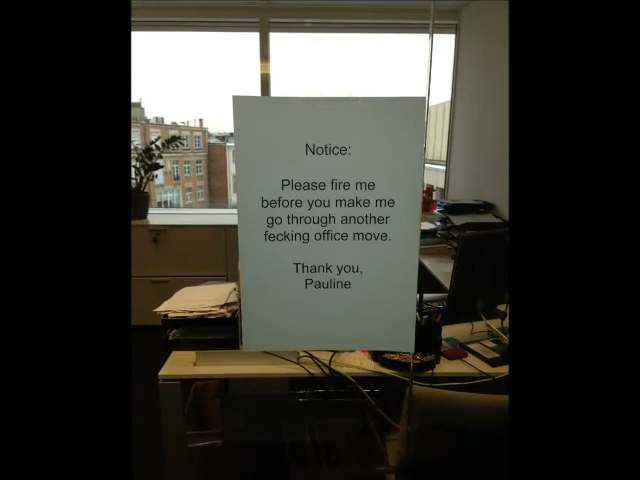 Notice:
Please fire me
before you make me
go through another
fecking office move.
Thank you,
Pauline